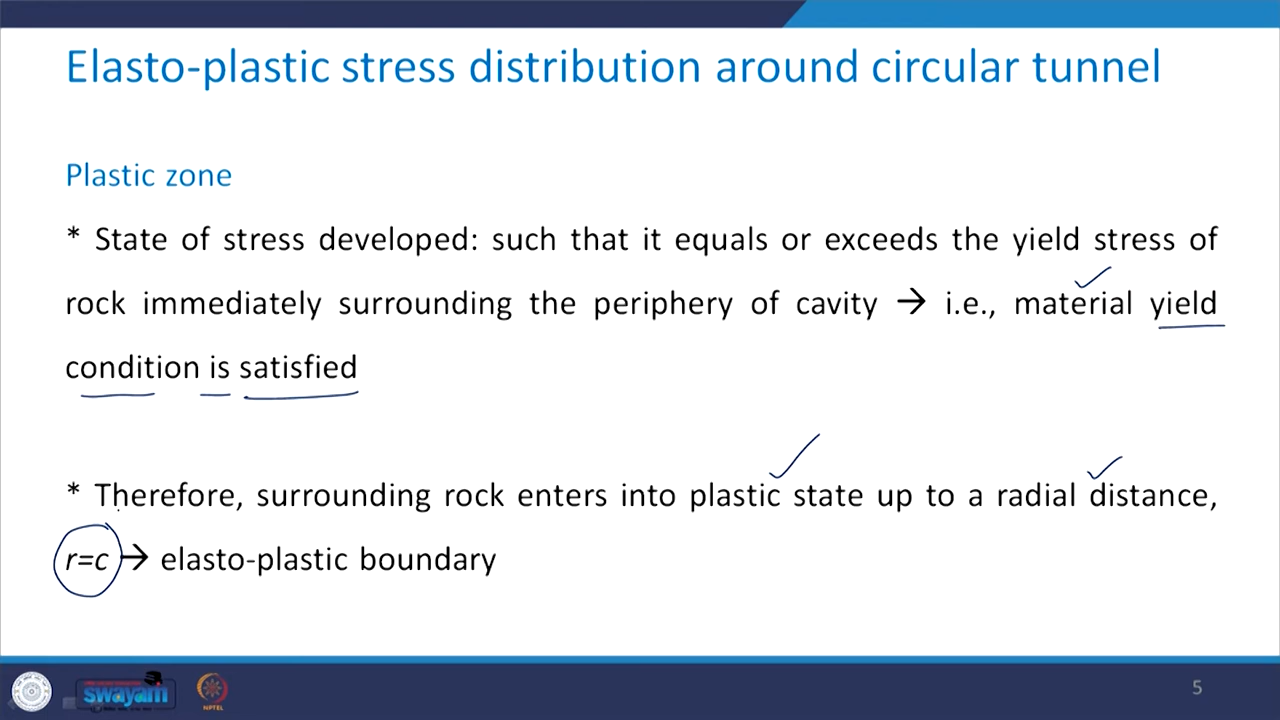 Elasto-plastic stress distribution around circular tunnel
Plastic zone
* State of stress developed: such that it equals or exceeds the yield stress of
rock immediately surrounding the periphery of cavity → i.e., material yield
condition is satisfied
* Therefore, surrounding rock enters into plastic state up to a radial distance,
r=c → elasto-plastic boundary
swayam
NPTEL
5